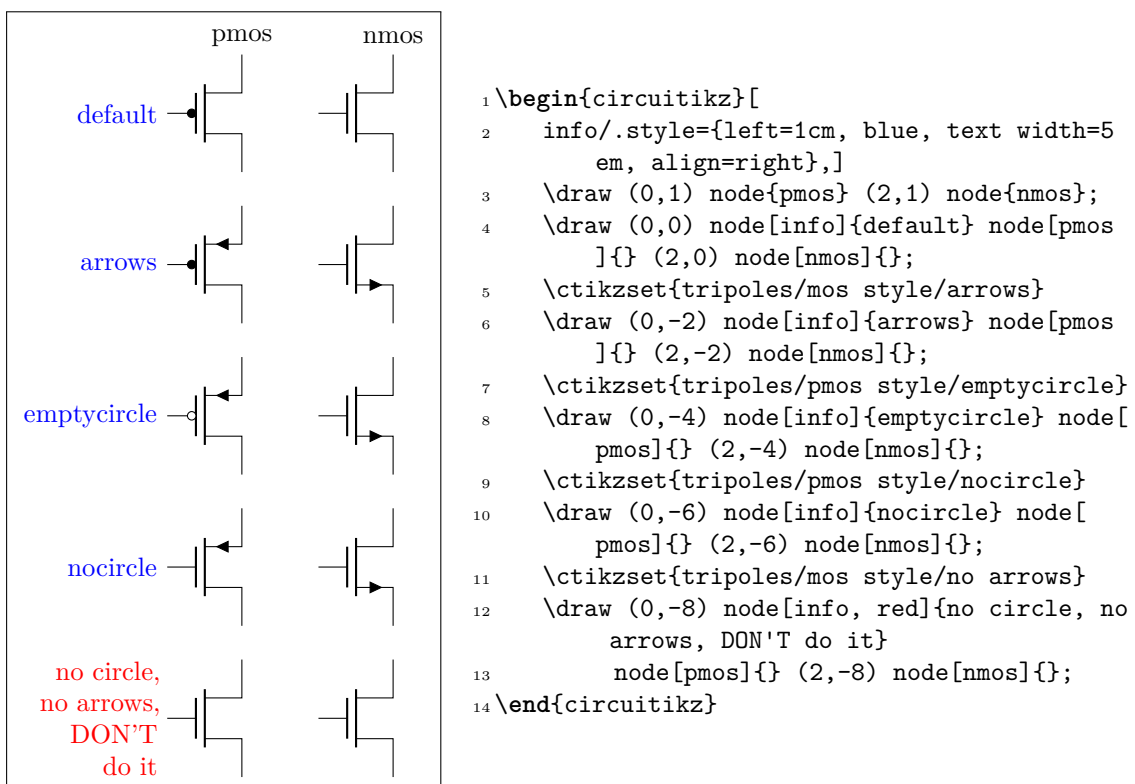 pmos nmos
default
arrows
emptycircle
nocircle
no circle,
no arrows,
DON'T
do it
1 \begin{circuitikz}[
2 info/.style={left=1cm, blue, text width=5
em, align=right},]
3 \draw (0,1) node{pmos} (2,1) node{nmos};
4 \draw (0,0) node[info]{default} node[pmos
]{} (2,0) node[nmos]{};
5 \ctikzset{tripoles/mos style/arrows}
6 \draw (0,-2) node[info]{arrows} node[pmos
]{} (2,-2) node[nmos]{};
7 \ctikzset{tripoles/pmos style/emptycircle}
8 \draw (0,-4) node[info]{emptycircle} node[
pmos]{} (2,-4) node[nmos]{};
9 \ctikzset{tripoles/pmos style/nocircle}
10 \draw (0,-6) node[info]{nocircle} node[
pmos]{} (2,-6) node[nmos]{};
11 \ctikzset{tripoles/mos style/no arrows}
12 \draw (0,-8) node[info, red]{no circle, no
arrows, DON'T do it}
13 node[pmos]{} (2,-8) node[nmos]{};
14 \end{circuitikz}